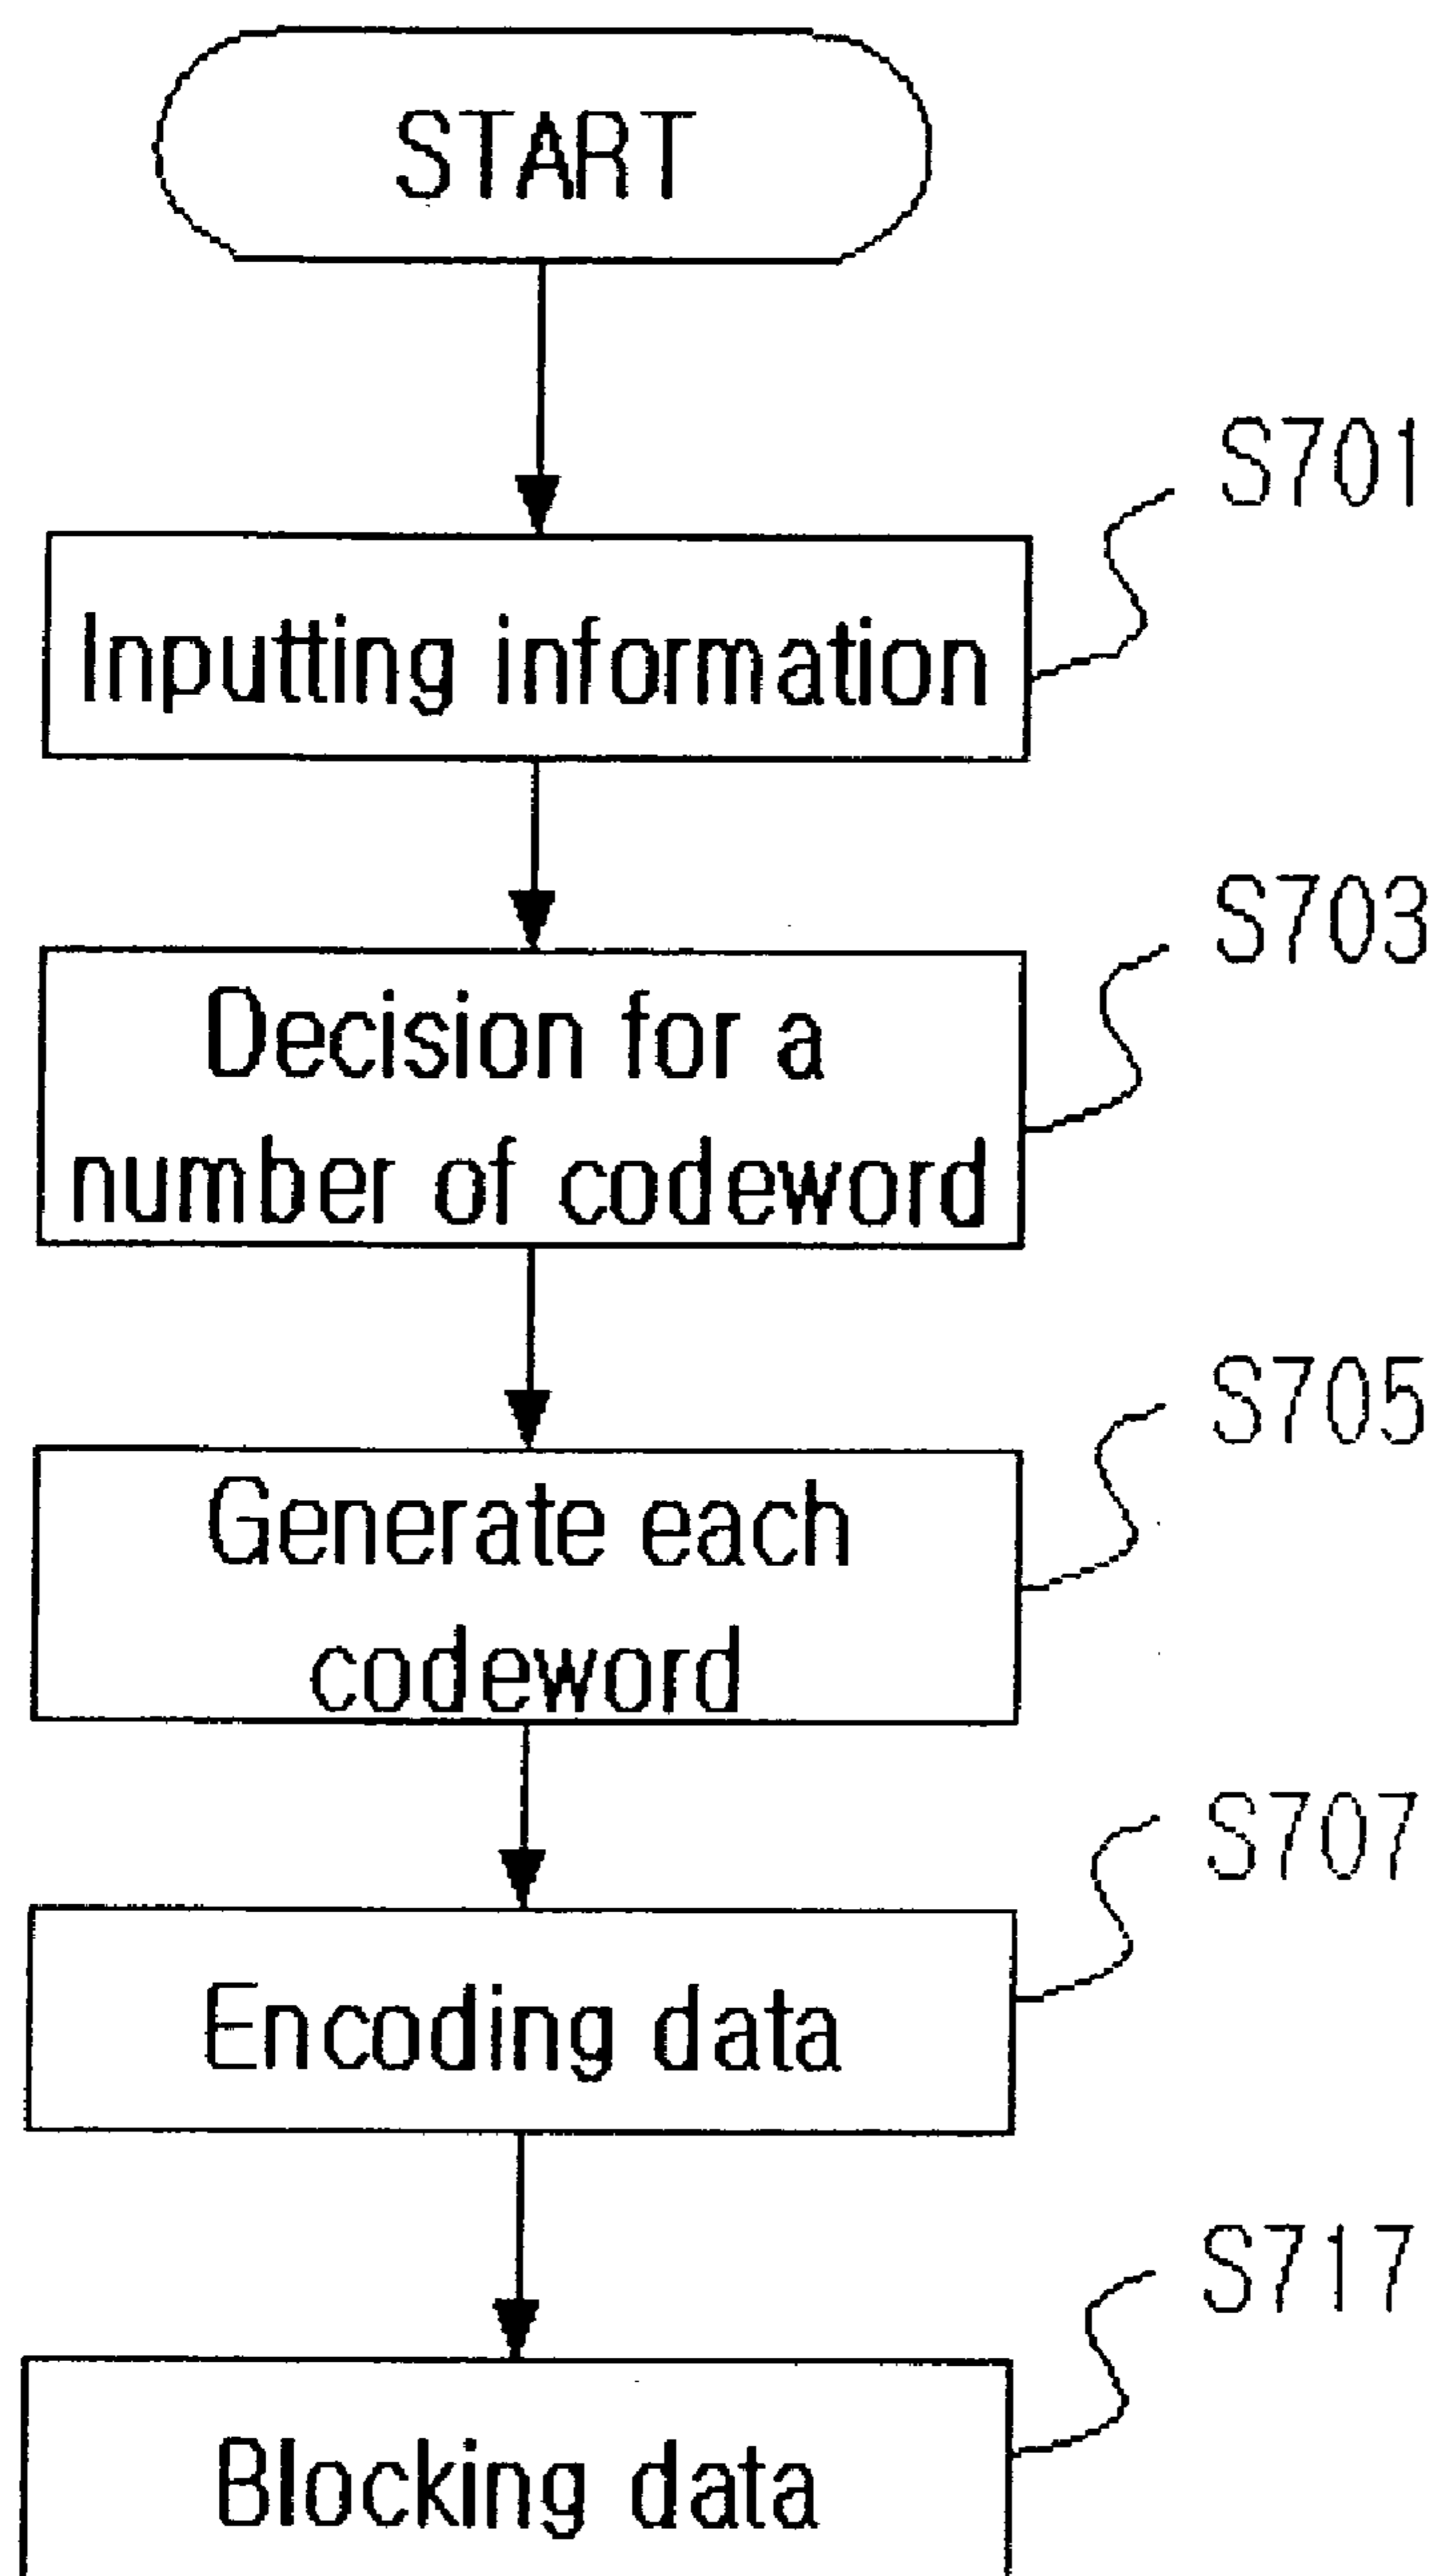 START
S701
Inputting information
S703
Decision for a
number of codeword
S705
Generate each
codeword
S707
Encoding data
S717
Blocking data